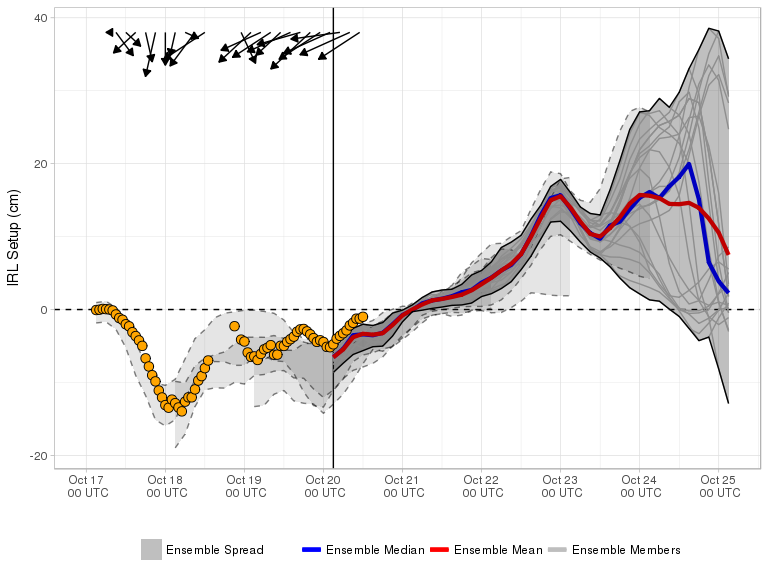 40
20
0
-20
IRL Setup (cm)
Oct 17 Oct 18 Oct 19 Oct 20 Oct 21 Oct 22 Oct 23 Oct 24 Oct 25
00 UTC 00 UTC 00 UTC 00 UTC 00 UTC 00 UTC 00 UTC 00 UTC 00 UTC
Ensemble Spread Ensemble Median Ensemble Mean Ensemble Members